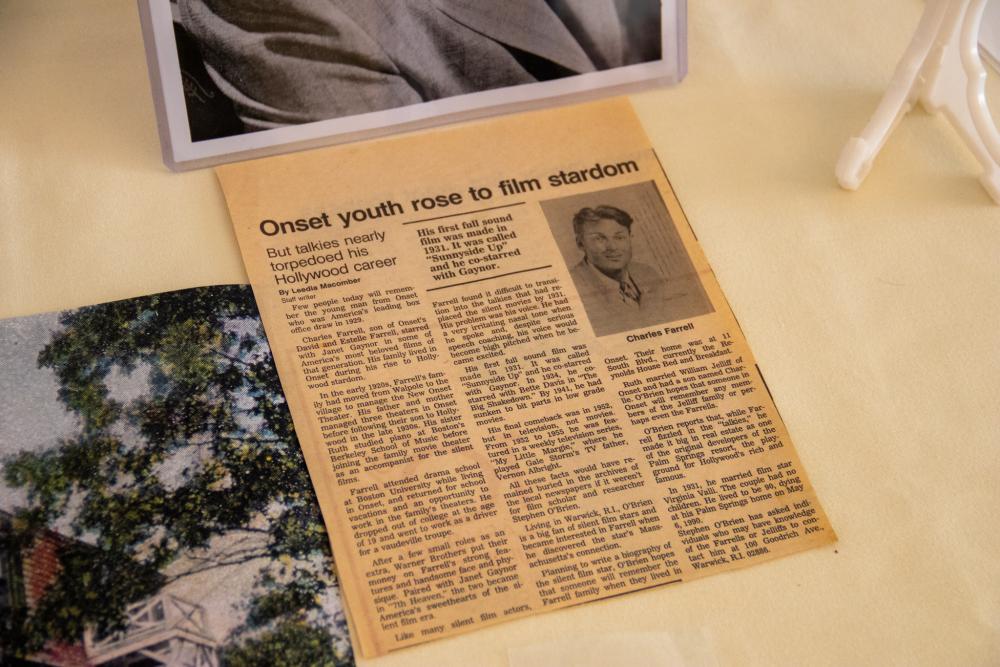 Onset youth rose to film stardom
But talkies nearly
torpedoed his
Hollywood career
By Leedia Macomber
Staff writer
Few people today will remem-
ber the young man from Onset
who was America's leading box
office draw in 1929.
Charles Farrell, son of Onset's
David and Estelle Farrell, starred
with Janet Gaynor in some of
America's most beloved films of
that generation. His family lived in
Onset, during his rise to Holly-
wood stardom.
In the early 1920s, Farrell's fam-
ily had moved from Walpole to the
village to manage the New Onset
Theater. His father and mother
managed three theaters in Onset
before following their son to Holly-
wood in the late 1920s. His sister
Ruth studied piano at Boston's
Berkeley School of Music before
joining the family movie theater
as an accompanist for the silent
films.
Farrell attended drama school
at Boston University while living
in Onset, and returned for school
vacations and an opportunity to
work in the family's theaters. He
dropped out of college at the age
of 19 and went to work as a driver
for a vaudeville troupe.
After a few small roles as an
extra, Warner Brothers put their
money on Farrell's strong fea-
tures and handsome face and phy-
sique. Paired with Janet Gaynor
in "7th Heaven," the two became
America's sweethearts of the si-
lent film era.
Like many silent film actors,
His first full sound
film was made in
1931. It was called
"Sunnyside Up"
and he co-starred
with Gaynor.
Farrell found it difficult to transi-
tion into the talkies that had re-
placed the silent movies by 1931.
His problem was his voice. He had
a very irritating nasal tone when
he spoke and, despite serious
speech coaching, his voice would
become high pitched when he be-
came excited.
His first full sound film was
made in 1931. It was called
"Sunnyside Up" and he co-starred
with Gaynor. In 1934, he co-
starred with Bette Davis in "The
Big Shakedown." By 1941, he had
sunken to bit parts in low grade
movies.
His final comeback was in 1952,
but in television, not movies.
From 1952 to 1955 he was fea-
tured in a weekly television series,
"My Little Margie," where he
played Gale Storm's TV father,
Vernon Albright.
All these facts would have re-
mained buried in the archives of
the local newspapers if it weren't
for film scholar and researcher
Stephen O'Brien.
Living in Warwick, R.I., O'Brien
is a big fan of silent film stars and
became interested in Farrell when
he discovered the star's Mass-
achusetts's connection.
Planning to write a biography of
the silent film star O'Brien hopes
that someone will remember the
Farrell family when they lived in
Charles Farrell
Onset. Their home was at 11
South Blvd., currently the Re-
ynolds House Bed and Breakfast.
Ruth married William Jelliff of
Onset and had a son named Char-
lie. O'Brien hopes that someone in
Onset will remember any mem-
bers of the Jelliff family or per-
haps even the Farrells.
O'Brien reports that, while Far-
rell fizzled in the "talkies," he
made it big in real estate as one
of the original developers of the
Palm Springs resort, the play-
ground for Hollywood's rich and
famous.
In 1931, he married film star
Virginia Valli. The couple had no
children. He lived to be 90, dying
at his Palm Springs home on May
6, 1990.
Stephen O'Brien has asked indi-
viduals who may have knowledge
of the Farrells or Jelliffs to con-
tact him at 109 Goodrich Ave.,
Warwick, R.I. 02886.